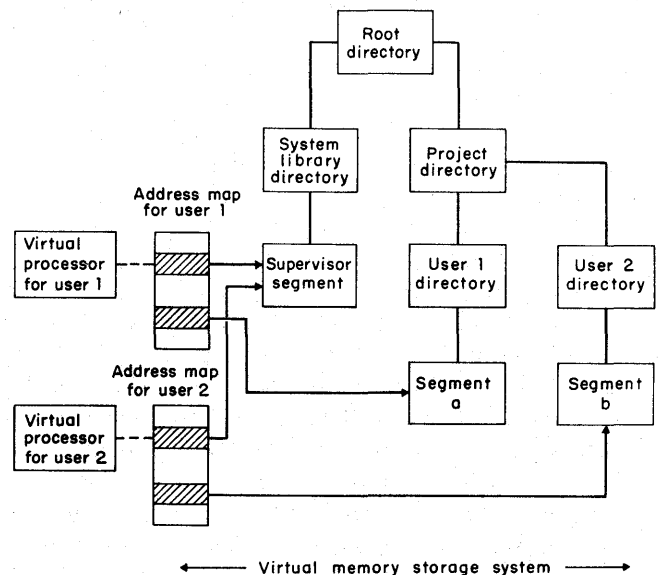 Root
directory
System
library
directory
Project
directory
Address map
for user 1
Virtual
processor
for user 1
Supervisor
segment
User 1
directory
User 2
directory
Address map
for user 2
Segment
a
Segment
b
Virtual
processor
for user 2
Virtual memory storage system